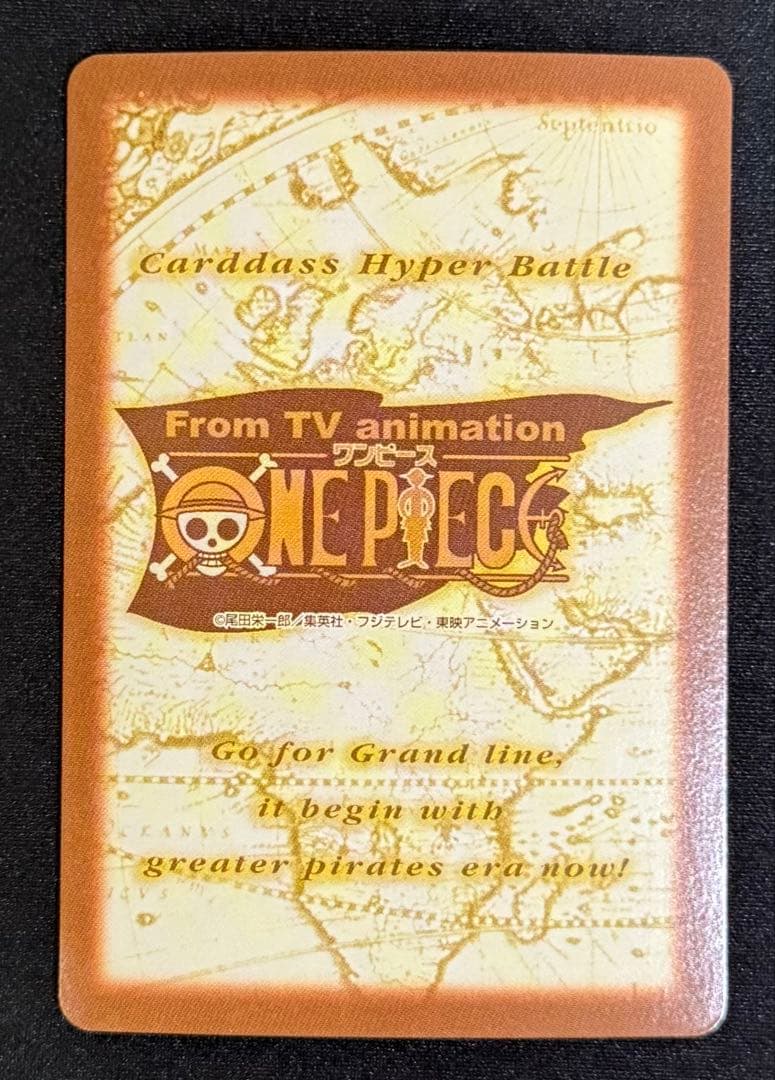 Septentrio
Carddass Hyper Battle
From TV animation
ワンピース
ONE PIECE
©尾田栄一郎／集英社・フジテレビ・東映アニメーション
Go for Grand line,
it begin with
greater pirates era now!